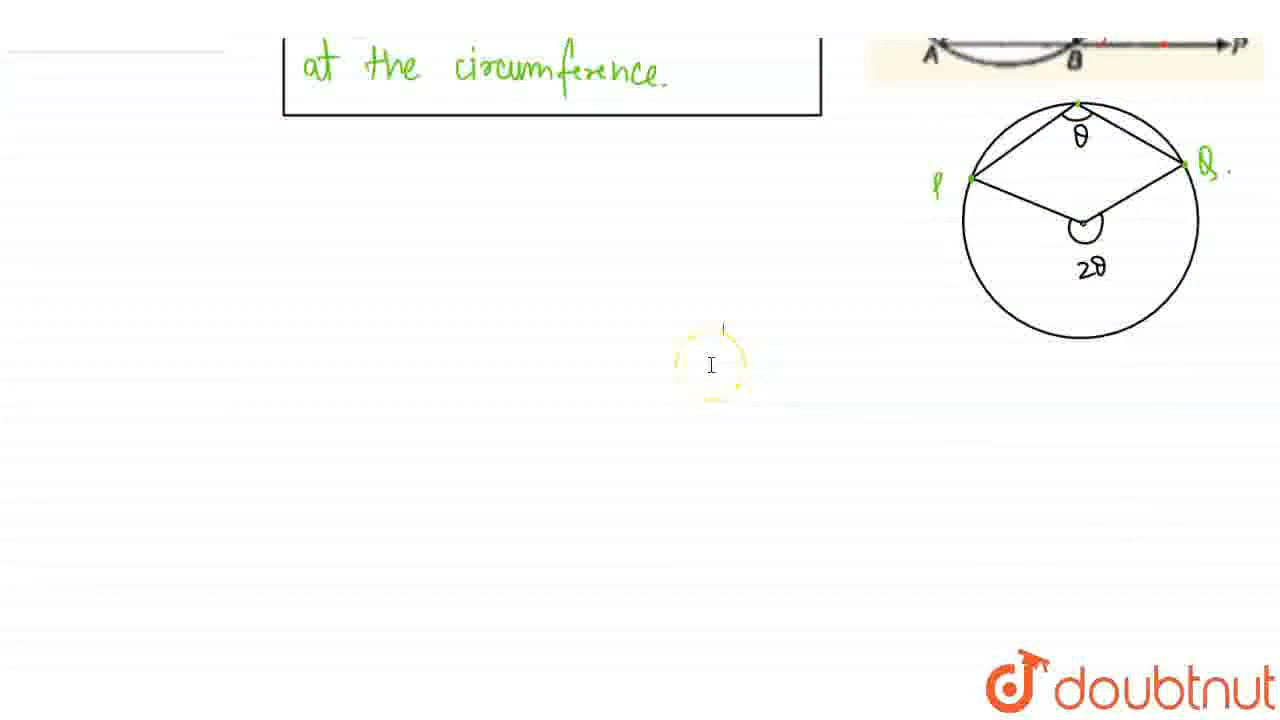 at the circumference.
A B P
θ
P Q.
2θ
doubtnut